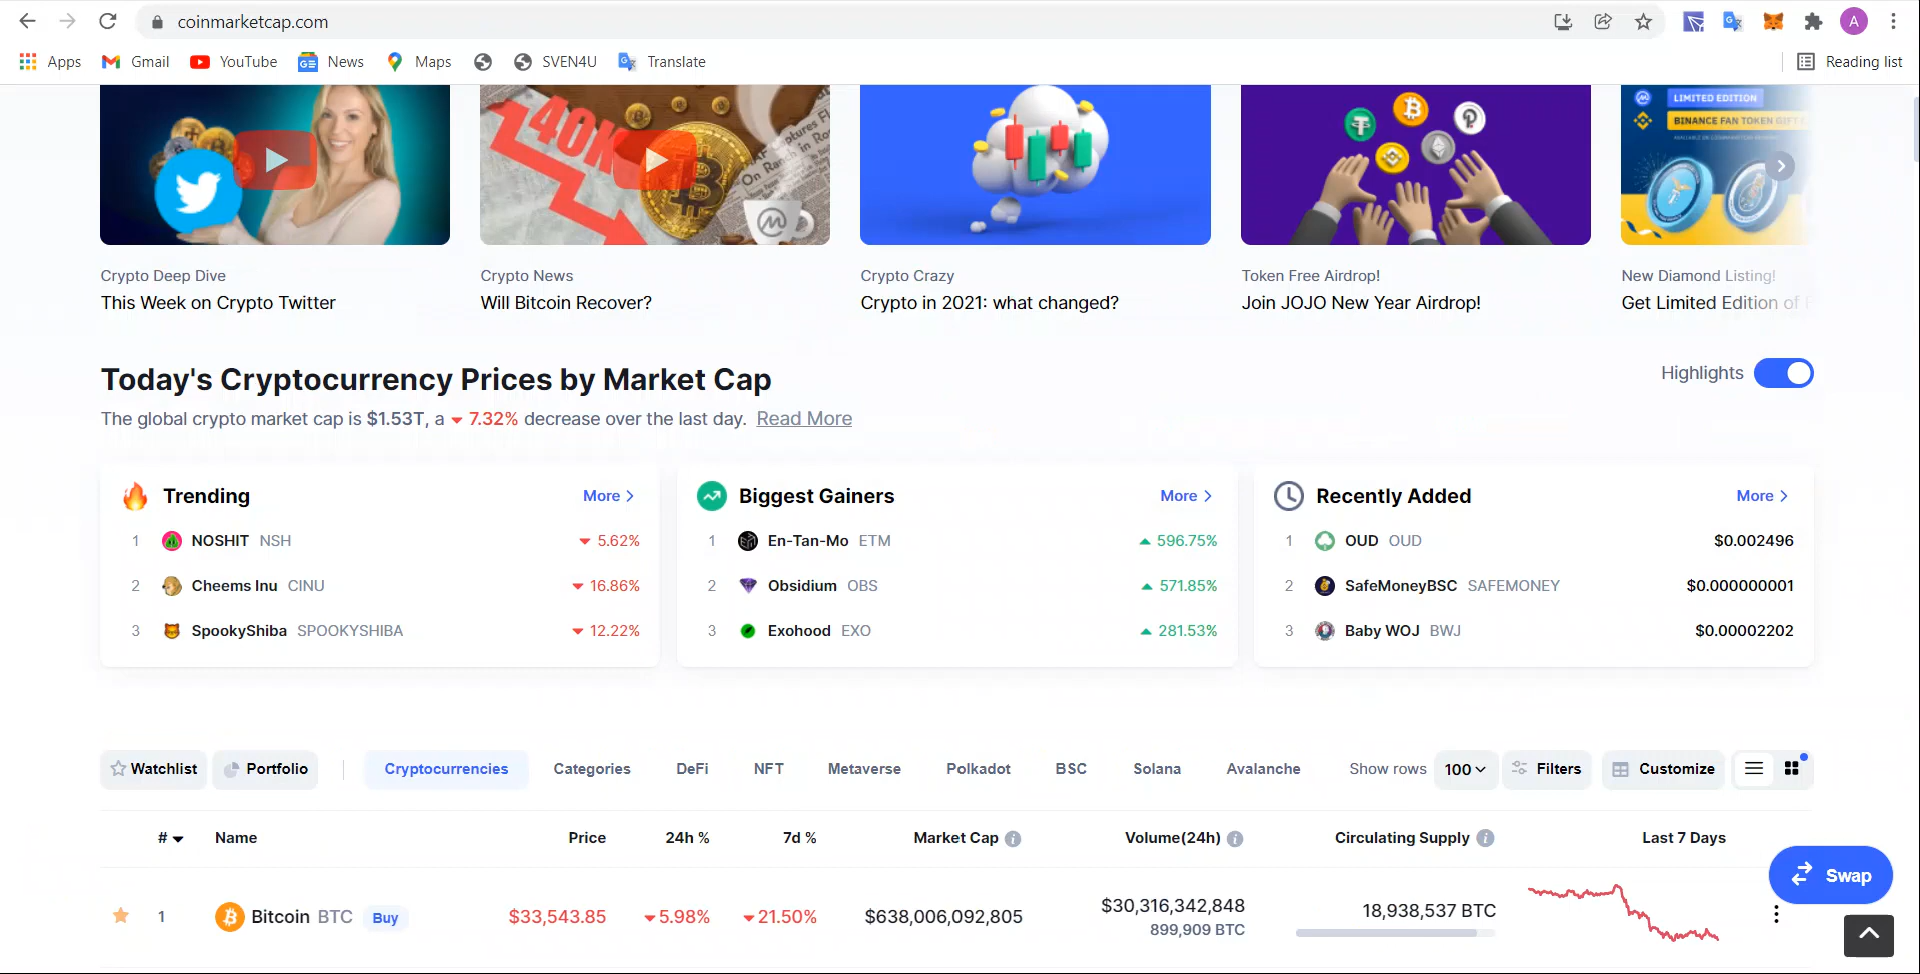 coinmarketcap.com
A
Apps Gmail YouTube News Maps SVEN4U Translate Reading list
40K
LIMITED EDITION
BINANCE FAN TOKEN GIFT
Crypto Deep Dive
This Week on Crypto Twitter
Crypto News
Will Bitcoin Recover?
Crypto Crazy
Crypto in 2021: what changed?
Token Free Airdrop!
Join JOJO New Year Airdrop!
New Diamond Listing!
Get Limited Edition of F
Today's Cryptocurrency Prices by Market Cap
Highlights
The global crypto market cap is $1.53T, a 7.32% decrease over the last day. Read More
Trending More
1 NOSHIT NSH 5.62%
2 Cheems Inu CINU 16.86%
3 SpookyShiba SPOOKYSHIBA 12.22%
Biggest Gainers More
1 En-Tan-Mo ETM 596.75%
2 Obsidium OBS 571.85%
3 Exohood EXO 281.53%
Recently Added More
1 OUD OUD $0.002496
2 SafeMoneyBSC SAFEMONEY $0.000000001
3 Baby WOJ BWJ $0.00002202
Watchlist Portfolio Cryptocurrencies Categories DeFi NFT Metaverse Polkadot BSC Solana Avalanche Show rows 100 Filters Customize
# Name Price 24h % 7d % Market Cap Volume(24h) Circulating Supply Last 7 Days
Swap
1 Bitcoin BTC Buy $33,543.85 5.98% 21.50% $638,006,092,805 $30,316,342,848 18,938,537 BTC
899,909 BTC